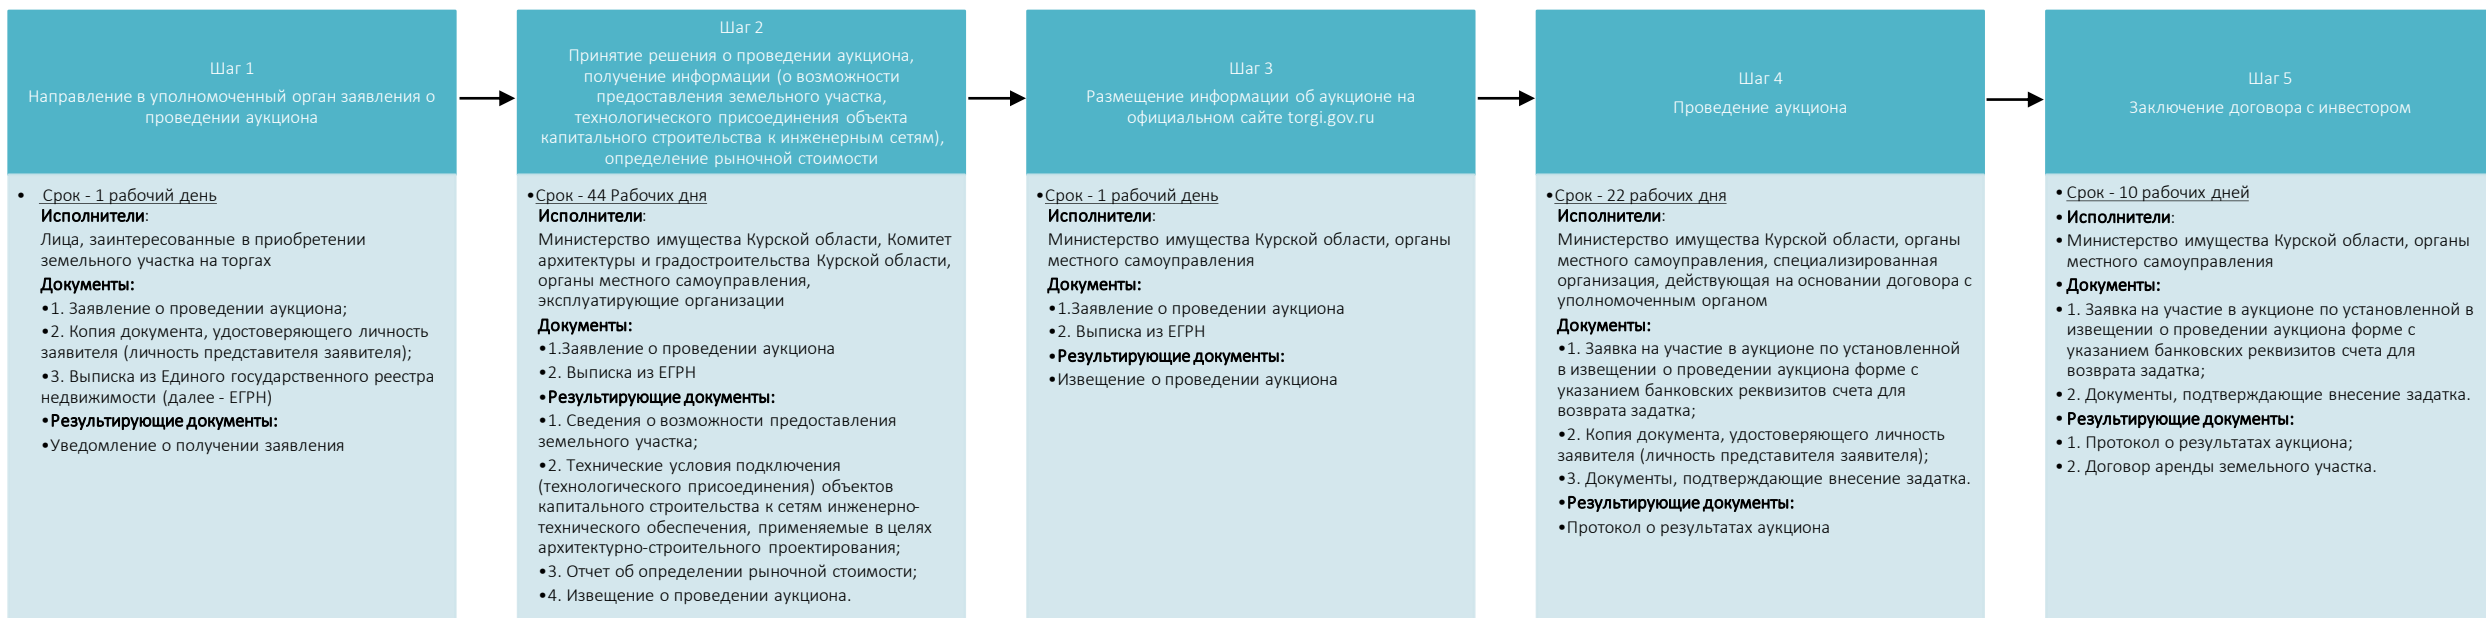 Шаг 1
Направление в уполномоченный орган заявления о
проведении аукциона
• Срок - 1 рабочий день
Исполнители:
Лица, заинтересованные в приобретении
земельного участка на торгах
Документы:
•1. Заявление о проведении аукциона;
•2. Копия документа, удостоверяющего личность
заявителя (личность представителя заявителя);
•3. Выписка из Единого государственного реестра
недвижимости (далее - ЕГРН)
•Результирующие документы:
•Уведомление о получении заявления
Шаг 2
Принятие решения о проведении аукциона,
получение информации (о возможности
предоставления земельного участка,
технологического присоединения объекта
капитального строительства к инженерным сетям),
определение рыночной стоимости
•Срок - 44 Рабочих дня
Исполнители:
Министерство имущества Курской области, Комитет
архитектуры и градостроительства Курской области,
органы местного самоуправления,
эксплуатирующие организации
Документы:
•1.Заявление о проведении аукциона
•2. Выписка из ЕГРН
•Результирующие документы:
•1. Сведения о возможности предоставления
земельного участка;
•2. Технические условия подключения
(технологического присоединения) объектов
капитального строительства к сетям инженерно-
технического обеспечения, применяемые в целях
архитектурно-строительного проектирования;
•3. Отчет об определении рыночной стоимости;
•4. Извещение о проведении аукциона.
Шаг 3
Размещение информации об аукционе на
официальном сайте torgi.gov.ru
•Срок - 1 рабочий день
Исполнители:
Министерство имущества Курской области, органы
местного самоуправления
Документы:
•1.Заявление о проведении аукциона
•2. Выписка из ЕГРН
•Результирующие документы:
•Извещение о проведении аукциона
Шаг 4
Проведение аукциона
•Срок - 22 рабочих дня
Исполнители:
Министерство имущества Курской области, органы
местного самоуправления, специализированная
организация, действующая на основании договора с
уполномоченным органом
Документы:
•1. Заявка на участие в аукционе по установленной
в извещении о проведении аукциона форме с
указанием банковских реквизитов счета для
возврата задатка;
•2. Копия документа, удостоверяющего личность
заявителя (личность представителя заявителя);
•3. Документы, подтверждающие внесение задатка.
•Результирующие документы:
•Протокол о результатах аукциона
Шаг 5
Заключение договора с инвестором
• Срок - 10 рабочих дней
• Исполнители:
• Министерство имущества Курской области, органы
местного самоуправления
• Документы:
• 1. Заявка на участие в аукционе по установленной в
извещении о проведении аукциона форме с
указанием банковских реквизитов счета для
возврата задатка;
• 2. Документы, подтверждающие внесение задатка.
• Результирующие документы:
• 1. Протокол о результатах аукциона;
• 2. Договор аренды земельного участка.